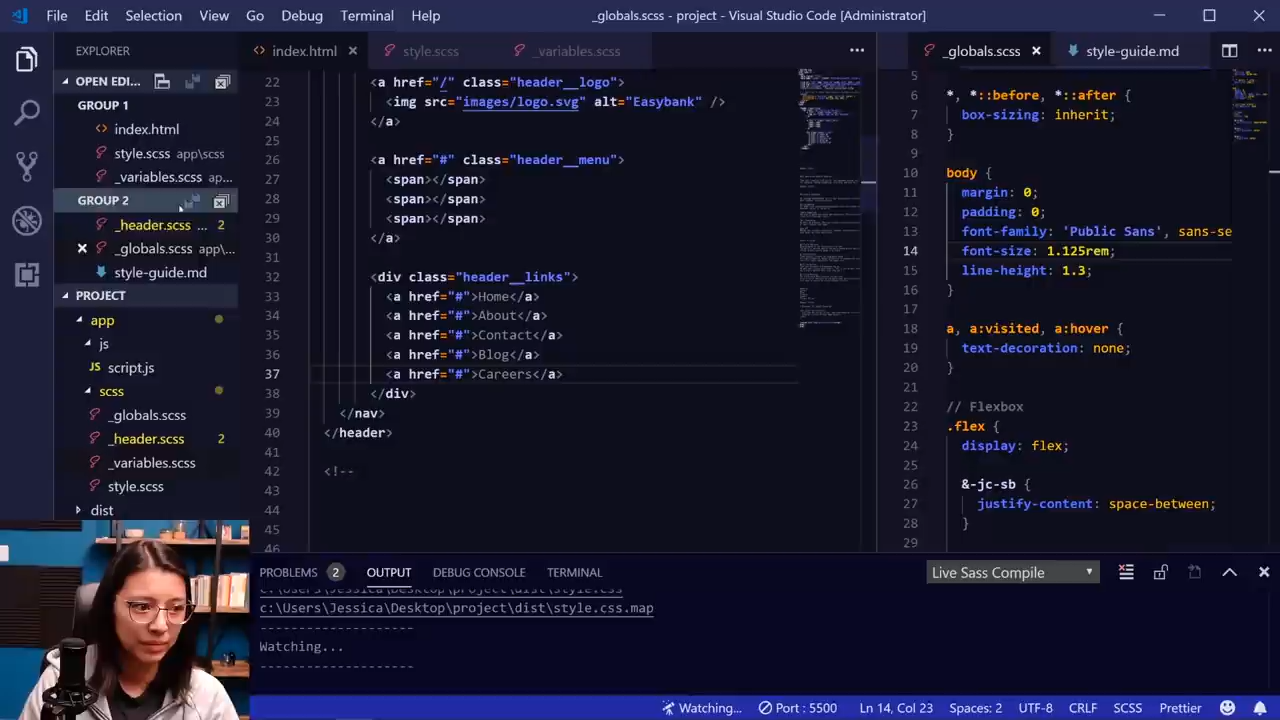 File Edit Selection View Go Debug Terminal Help
_globals.scss - project - Visual Studio Code [Administrator]
EXPLORER
OPEN EDI...
GROUP 1
index.html
style.scss app\scss
_variables.scss ap...
GROUP 2
_header.scss ... 2
_globals.scss app\...
style-guide.md
PROJECT
app
js
script.js
scss
_globals.scss
_header.scss 2
_variables.scss
style.scss
dist
index.html
style.scss
_variables.scss
22 <a href="/" class="header__logo">
23 <img src="images/logo.svg" alt="Easybank" />
24 </a>
25
26 <a href="#" class="header__menu">
27 <span></span>
28 <span></span>
29 <span></span>
30 </a>
31
32 <div class="header__links">
33 <a href="#">Home</a>
34 <a href="#">About</a>
35 <a href="#">Contact</a>
36 <a href="#">Blog</a>
37 <a href="#">Careers</a>
38 </div>
39 </nav>
40 </header>
41
42 <!--
43
44
45
46
_globals.scss
style-guide.md
5
6 *, *::before, *::after {
7 box-sizing: inherit;
8 }
9
10 body {
11 margin: 0;
12 padding: 0;
13 font-family: 'Public Sans', sans-se
14 font-size: 1.125rem;
15 line-height: 1.3;
16 }
17
18 a, a:visited, a:hover {
19 text-decoration: none;
20 }
21
22 // Flexbox
23 .flex {
24 display: flex;
25
26 &-jc-sb {
27 justify-content: space-between;
28 }
29
PROBLEMS 2 OUTPUT DEBUG CONSOLE TERMINAL
Live Sass Compile
c:\Users\Jessica\Desktop\project\dist\style.css
c:\Users\Jessica\Desktop\project\dist\style.css.map
--------------------
Watching...
--------------------
Watching... Port : 5500 Ln 14, Col 23 Spaces: 2 UTF-8 CRLF SCSS Prettier